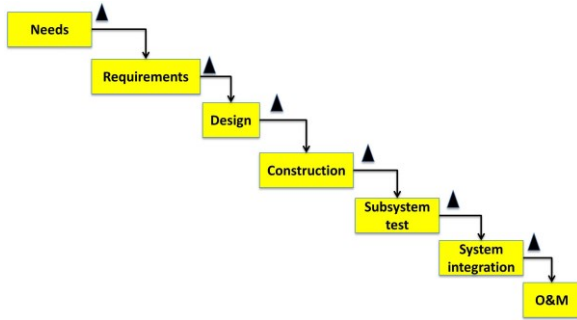 Needs
Requirements
Design
Construction
Subsystem
test
System
integration
O&M